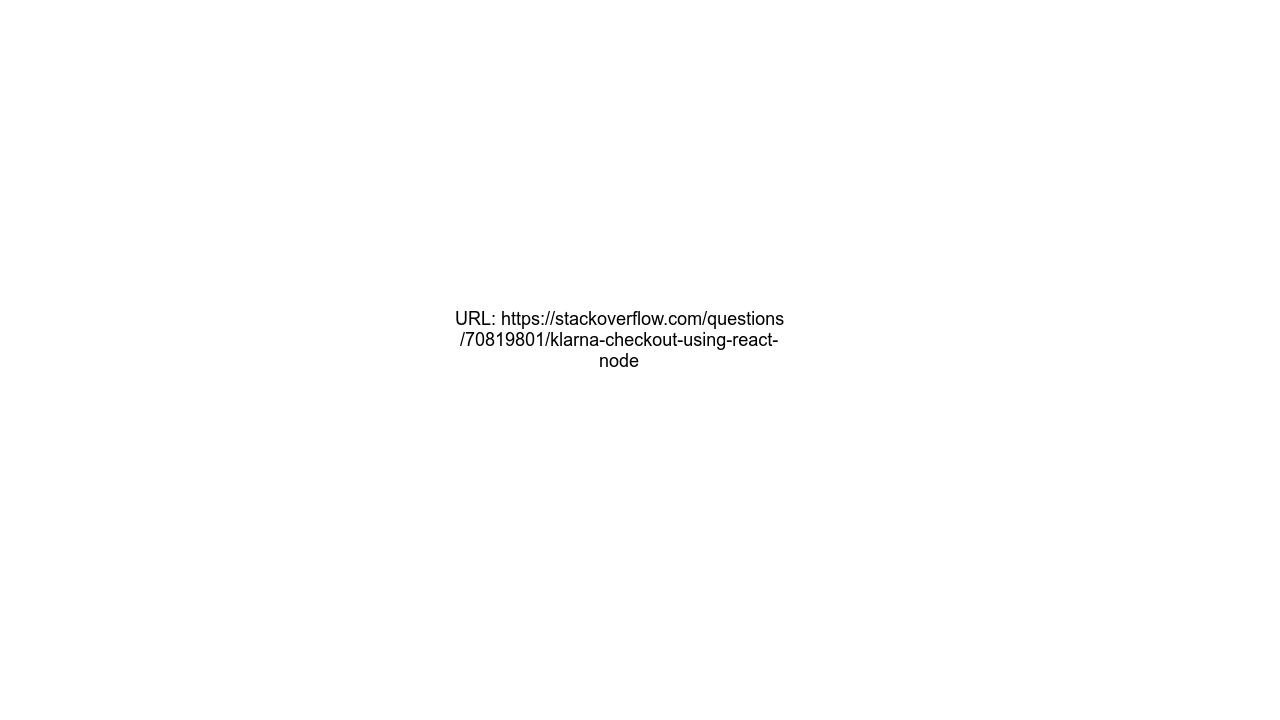 URL: https://stackoverflow.com/questions
/70819801/klarna-checkout-using-react-
node